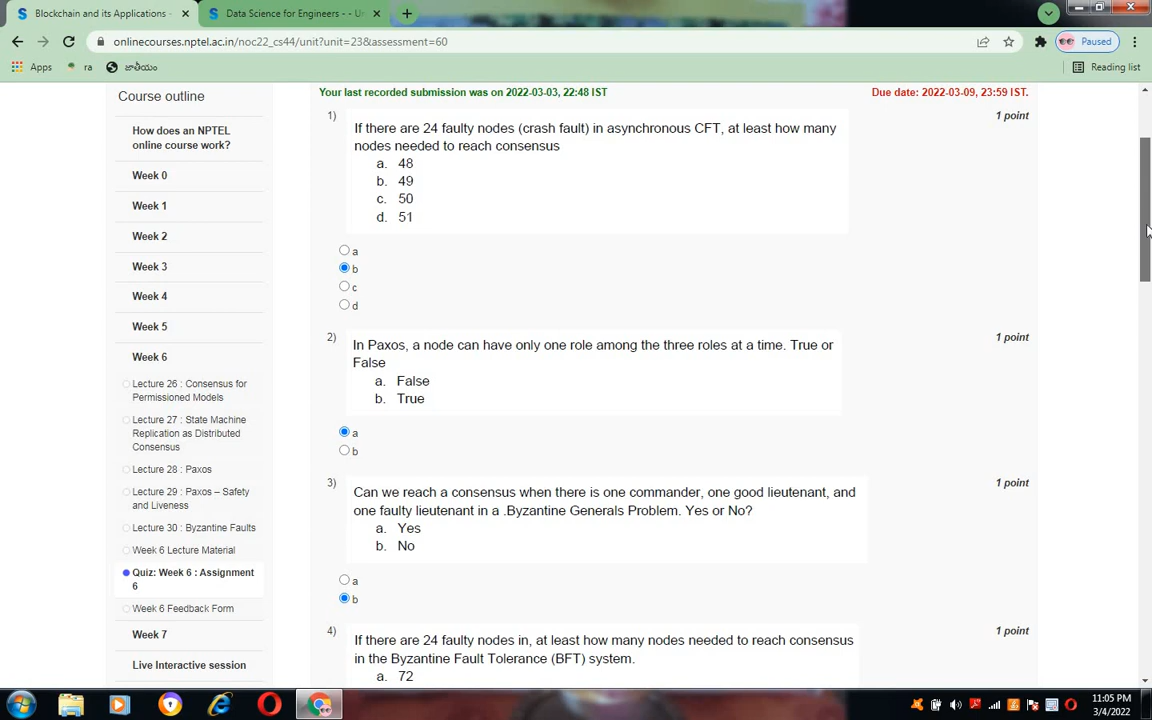 Blockchain and its Applications -
Data Science for Engineers - - U
onlinecourses.nptel.ac.in/noc22_cs44/unit?unit=23&assessment=60
Paused
Apps
ra
జాతీయం
Reading list
Course outline
How does an NPTEL
online course work?
Week 0
Week 1
Week 2
Week 3
Week 4
Week 5
Week 6
Lecture 26 : Consensus for
Permissioned Models
Lecture 27 : State Machine
Replication as Distributed
Consensus
Lecture 28 : Paxos
Lecture 29 : Paxos – Safety
and Liveness
Lecture 30 : Byzantine Faults
Week 6 Lecture Material
Quiz: Week 6 : Assignment
6
Week 6 Feedback Form
Week 7
Live Interactive session
Your last recorded submission was on 2022-03-03, 22:48 IST
Due date: 2022-03-09, 23:59 IST.
1)
1 point
If there are 24 faulty nodes (crash fault) in asynchronous CFT, at least how many
nodes needed to reach consensus
a. 48
b. 49
c. 50
d. 51
a
b
c
d
2)
1 point
In Paxos, a node can have only one role among the three roles at a time. True or
False
a. False
b. True
a
b
3)
1 point
Can we reach a consensus when there is one commander, one good lieutenant, and
one faulty lieutenant in a .Byzantine Generals Problem. Yes or No?
a. Yes
b. No
a
b
4)
1 point
If there are 24 faulty nodes in, at least how many nodes needed to reach consensus
in the Byzantine Fault Tolerance (BFT) system.
a. 72
11:05 PM
3/4/2022